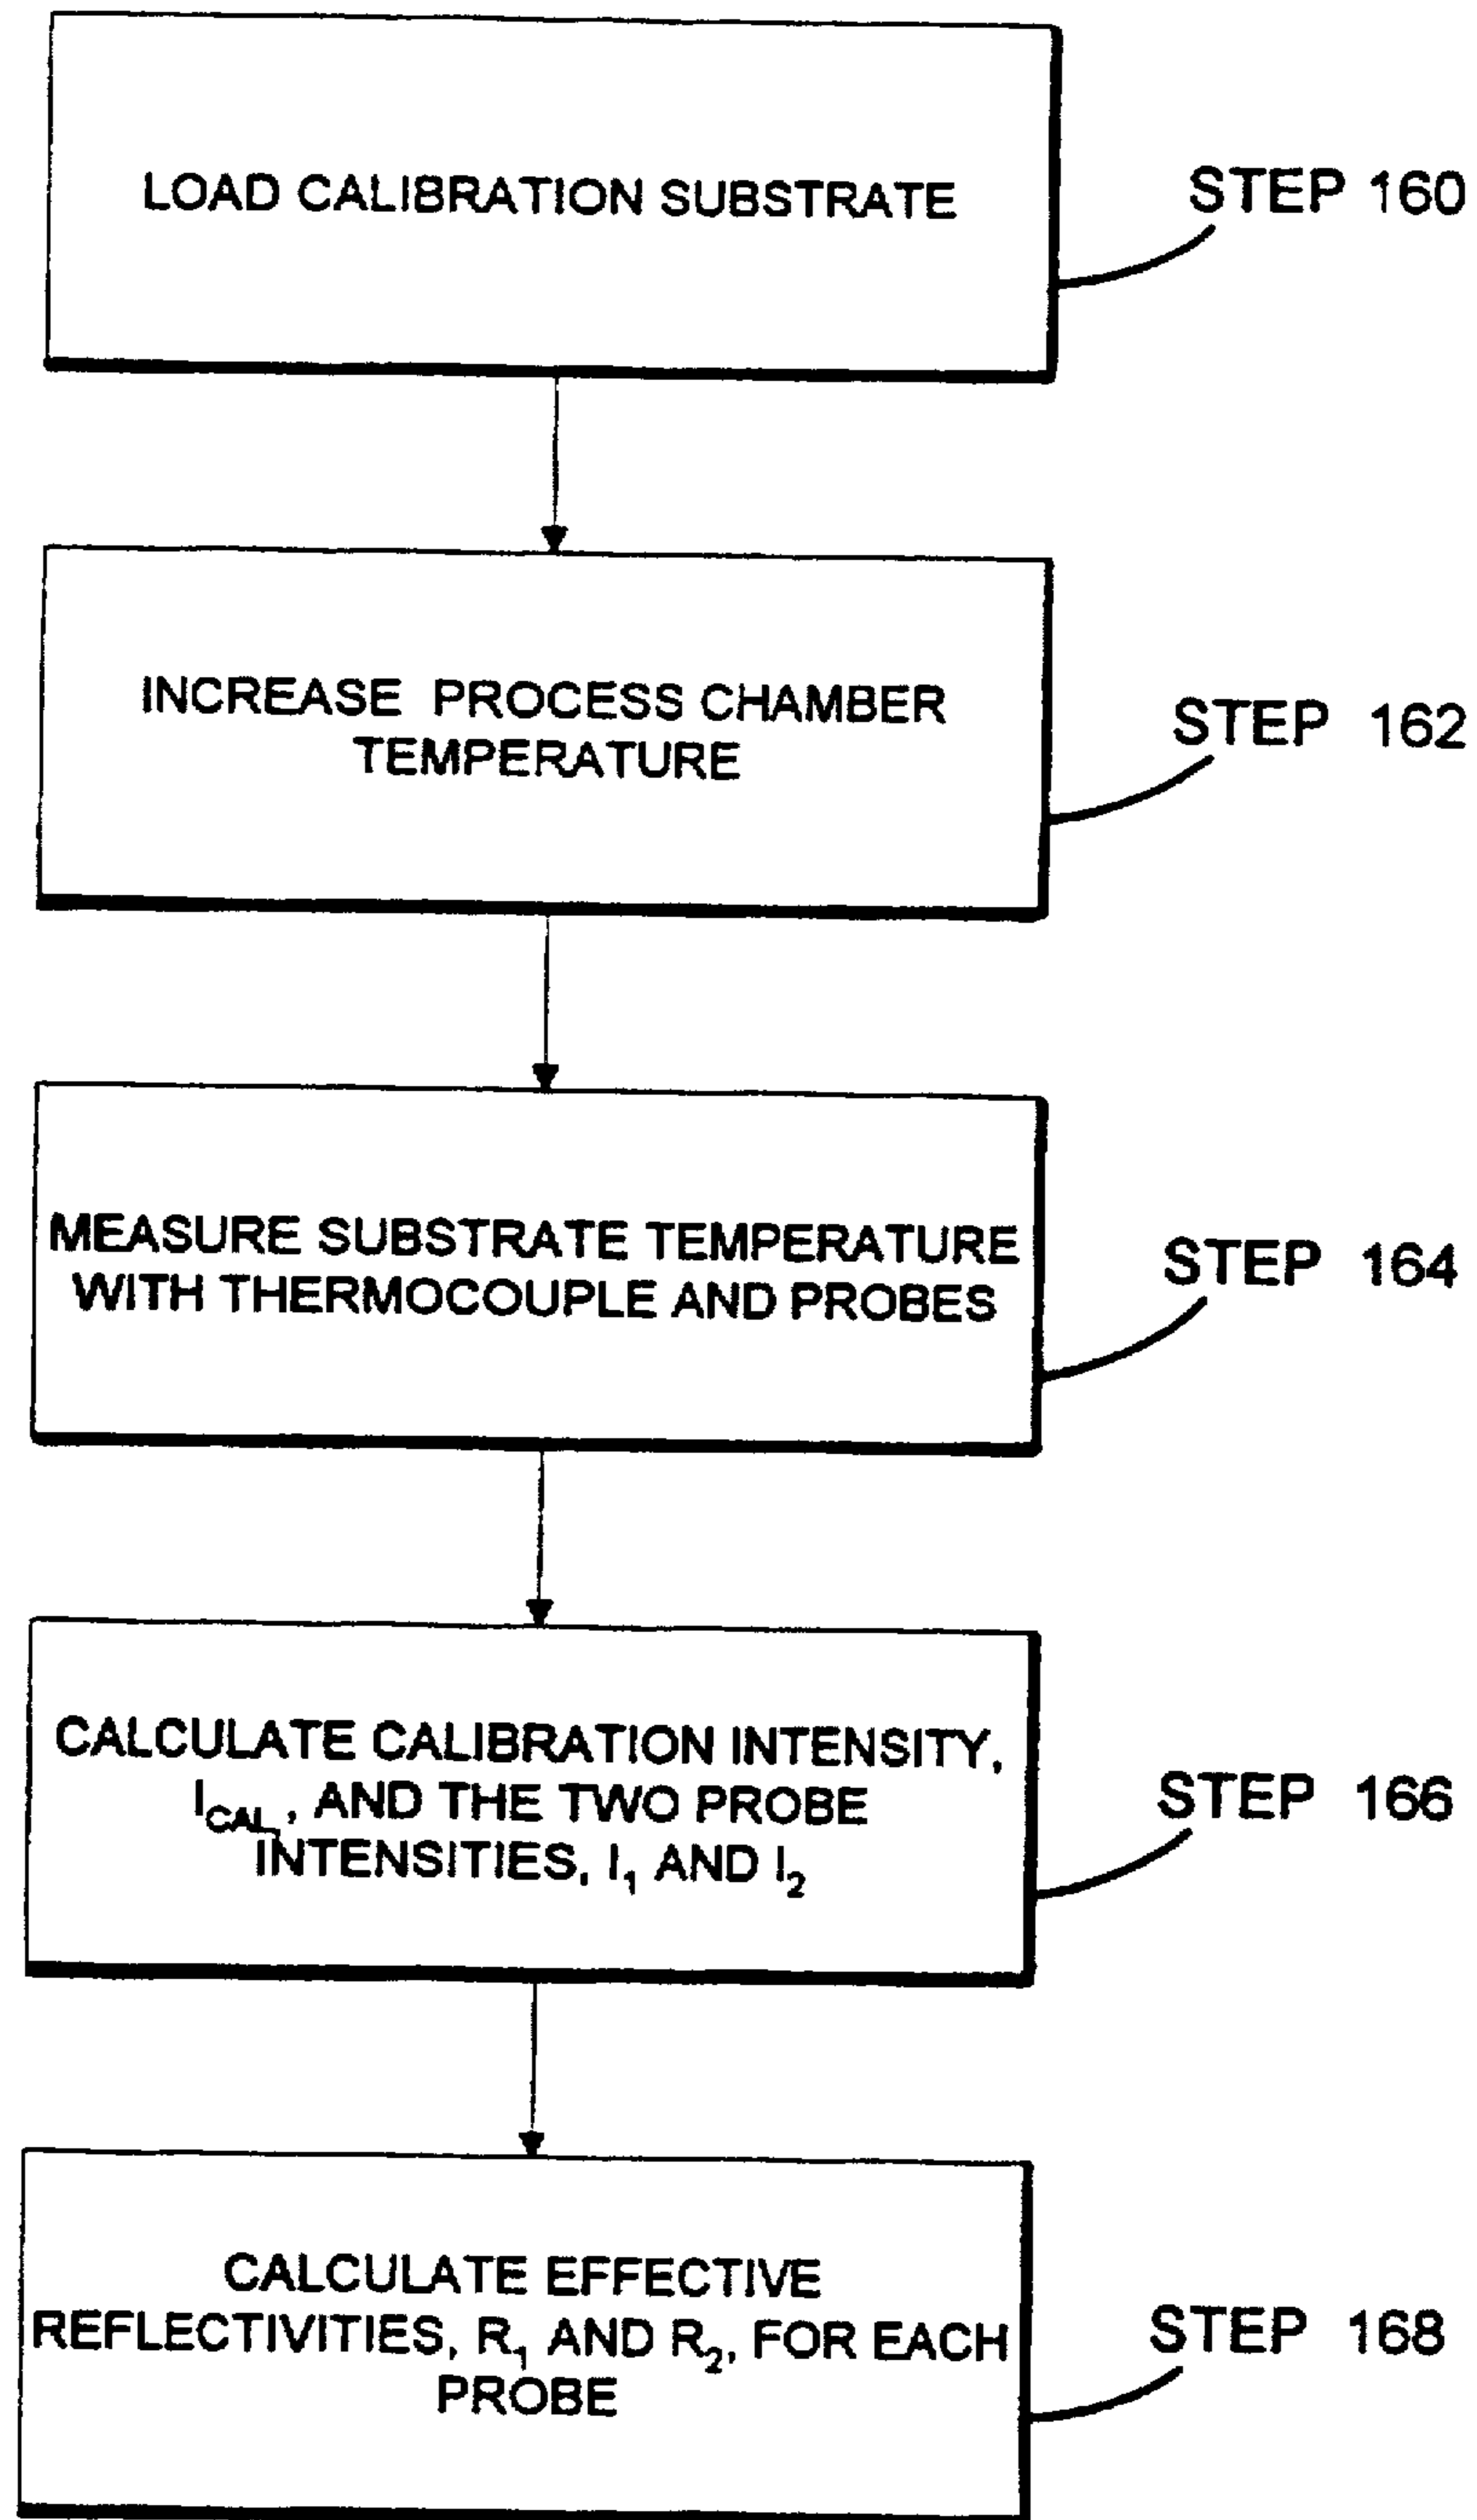 LOAD CALIBRATION SUBSTRATE
STEP 160
INCREASE PROCESS CHAMBER
TEMPERATURE
STEP 162
MEASURE SUBSTRATE TEMPERATURE
WITH THERMOCOUPLE AND PROBES
STEP 164
CALCULATE CALIBRATION INTENSITY,
I_CAL, AND THE TWO PROBE
INTENSITIES, I₁ AND I₂
STEP 166
CALCULATE EFFECTIVE
REFLECTIVITIES, R₁ AND R₂, FOR EACH
PROBE
STEP 168